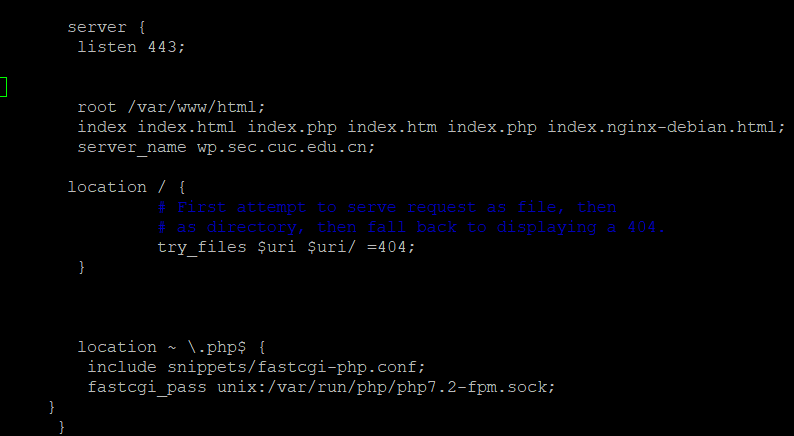 server {
listen 443;
root /var/www/html;
index index.html index.php index.htm index.php index.nginx-debian.html;
server_name wp.sec.cuc.edu.cn;
location / {
# First attempt to serve request as file, then
# as directory, then fall back to displaying a 404.
try_files $uri $uri/ =404;
}
location ~ \.php$ {
include snippets/fastcgi-php.conf;
fastcgi_pass unix:/var/run/php/php7.2-fpm.sock;
}
}